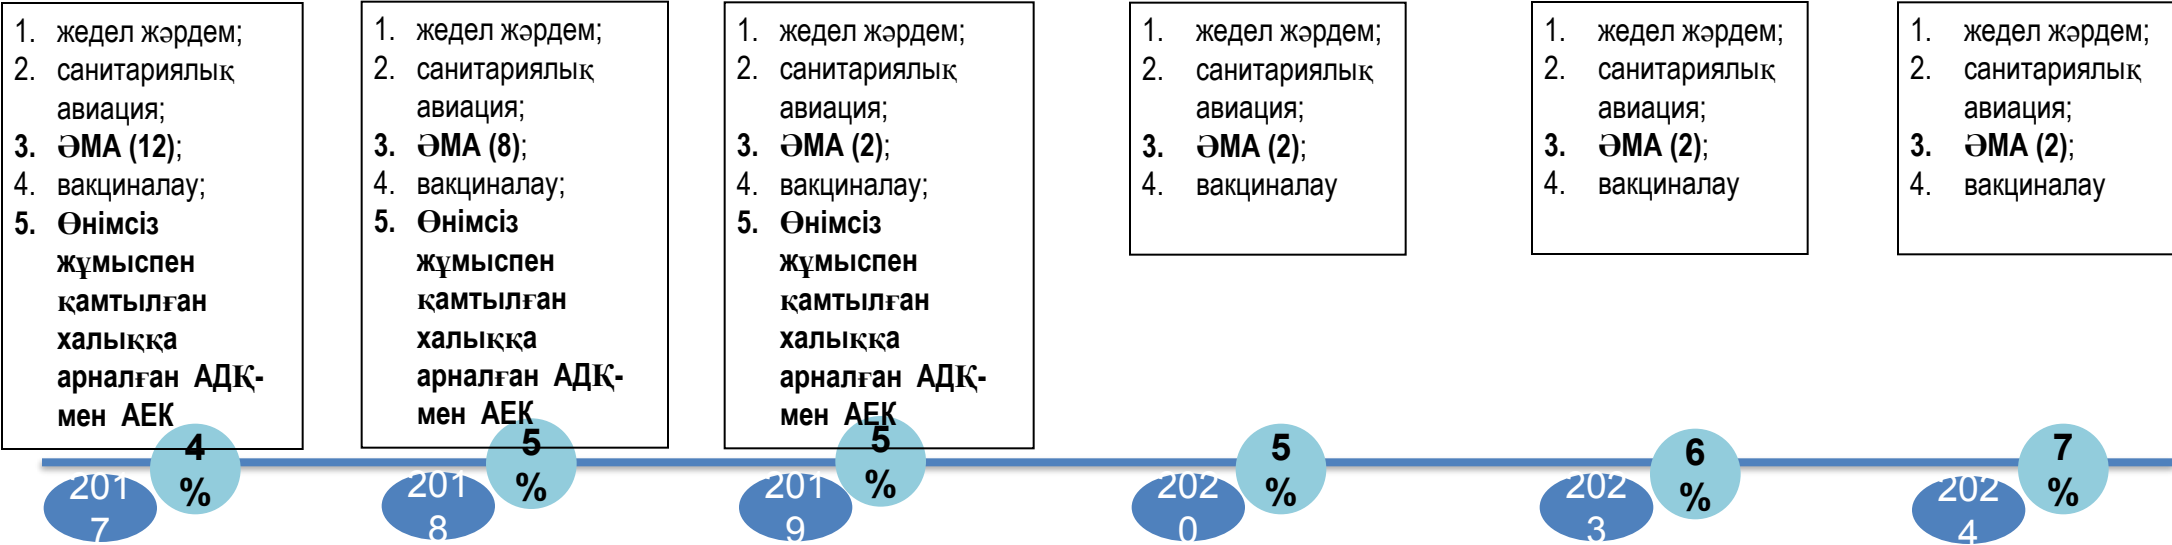 1. жедел жәрдем;
2. санитариялық
авиация;
3. ӘМА (12);
4. вакциналау;
5. Өнімсіз
жұмыспен
қамтылған
халыққа
арналған АДҚ-
мен АЕК
1. жедел жәрдем;
2. санитариялық
авиация;
3. ӘМА (8);
4. вакциналау;
5. Өнімсіз
жұмыспен
қамтылған
халыққа
арналған АДҚ-
мен АЕК
1. жедел жәрдем;
2. санитариялық
авиация;
3. ӘМА (2);
4. вакциналау;
5. Өнімсіз
жұмыспен
қамтылған
халыққа
арналған АДҚ-
мен АЕК
1. жедел жәрдем;
2. санитариялық
авиация;
3. ӘМА (2);
4. вакциналау
1. жедел жәрдем;
2. санитариялық
авиация;
3. ӘМА (2);
4. вакциналау
1. жедел жәрдем;
2. санитариялық
авиация;
3. ӘМА (2);
4. вакциналау
201
7
4
%
201
8
5
%
201
9
5
%
202
0
5
%
202
3
6
%
202
4
7
%